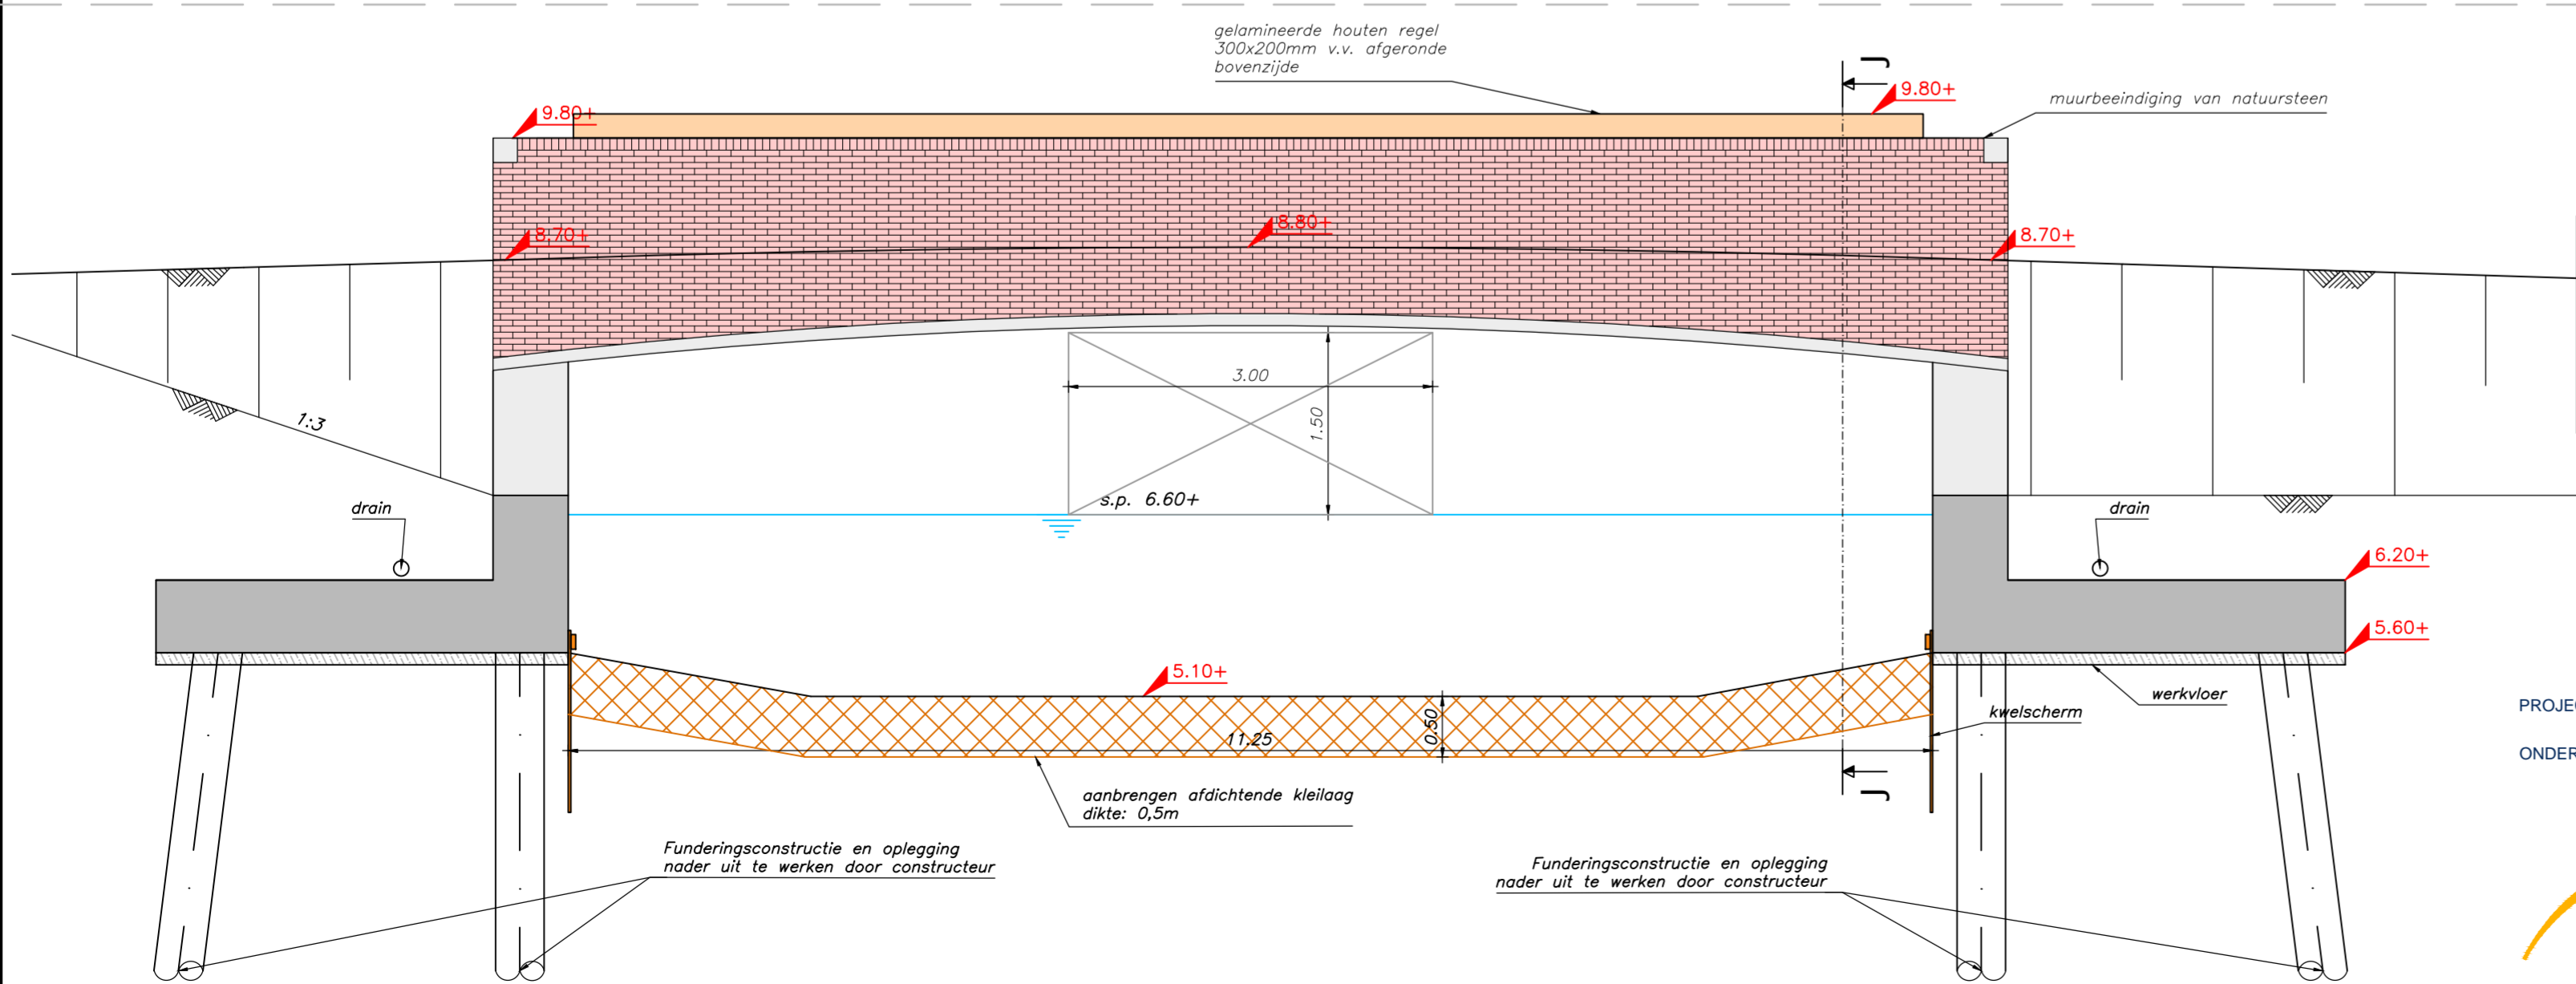 gelamineerde houten regel
300x200mm v.v. afgeronde
bovenzijde
J
9.80+
9.80+
muurbeeindiging van natuursteen
8.70+
8.80+
8.70+
3.00
1.50
1:3
s.p. 6.60+
drain
drain
6.20+
5.60+
5.10+
werkvloer
kwelscherm
0.50
11.25
PROJE
ONDER
J
aanbrengen afdichtende kleilaag
dikte: 0,5m
Funderingsconstructie en oplegging
nader uit te werken door constructeur
Funderingsconstructie en oplegging
nader uit te werken door constructeur